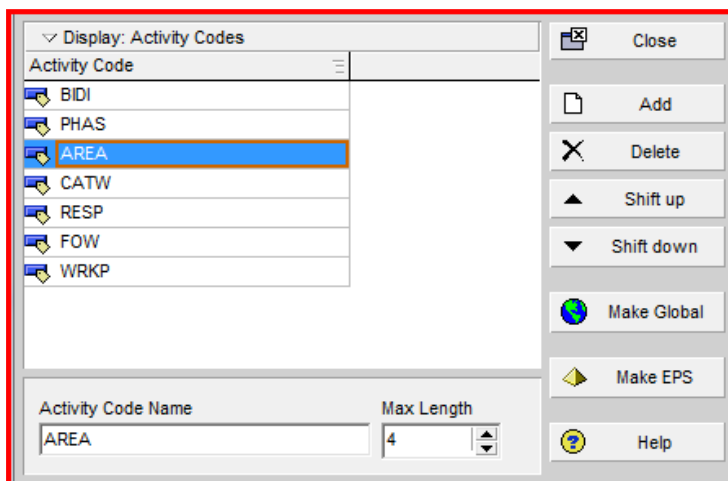 Display: Activity Codes
Activity Code
BIDI
PHAS
AREA
CATW
RESP
FOW
WRKP
Activity Code Name
Max Length
AREA
4
Close
Add
Delete
Shift up
Shift down
Make Global
Make EPS
Help